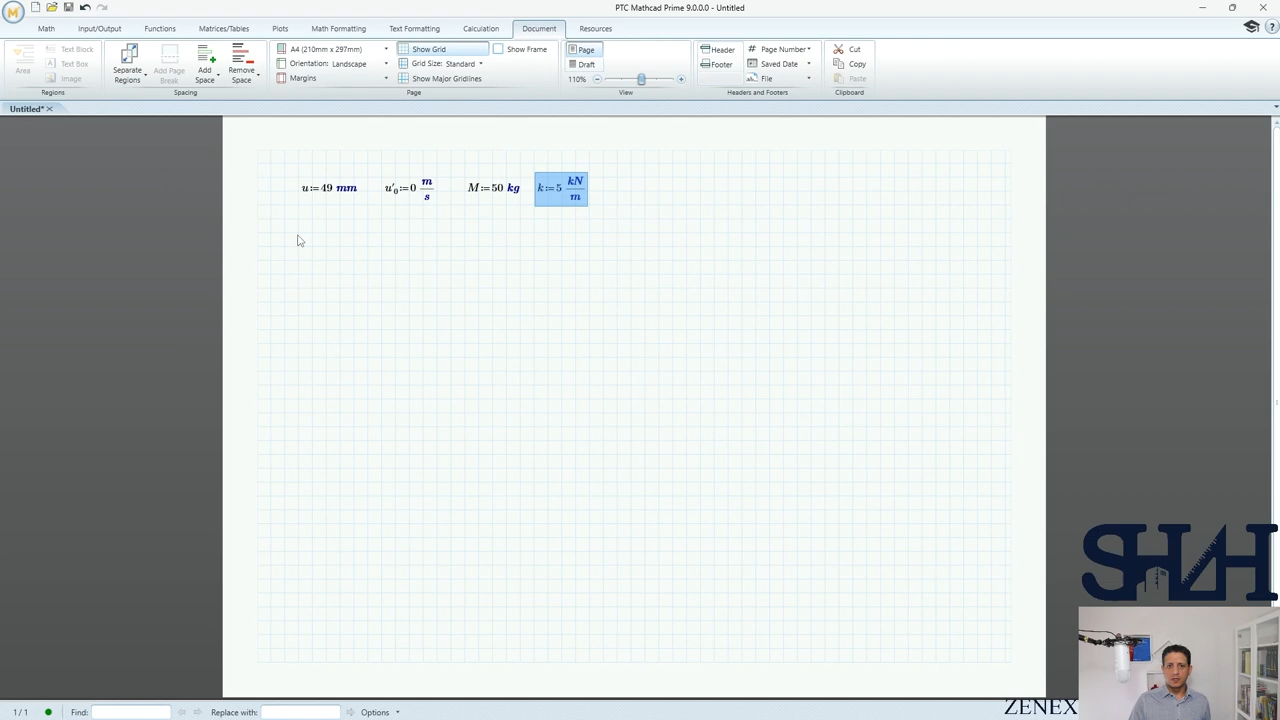 PTC Mathcad Prime 9.0.0.0 - Untitled
Math Input/Output Functions Matrices/Tables Plots Math Formatting Text Formatting Calculation Document Resources
Area
Text Block
Text Box
Image
Regions
Separate Regions
Add Page Break
Add Space
Remove Space
Spacing
A4 (210mm x 297mm)
Orientation: Landscape
Margins
Show Grid
Grid Size: Standard
Show Major Gridlines
Show Frame
Page
Page
Draft
110%
View
Header
Footer
Page Number
Saved Date
File
Headers and Footers
Cut
Copy
Paste
Clipboard
Untitled*
u:=49 mm u'₀:=0 m/s M:=50 kg k:=5 kN/m
SHZH
ZENEX
1 / 1 Find: Replace with: Options